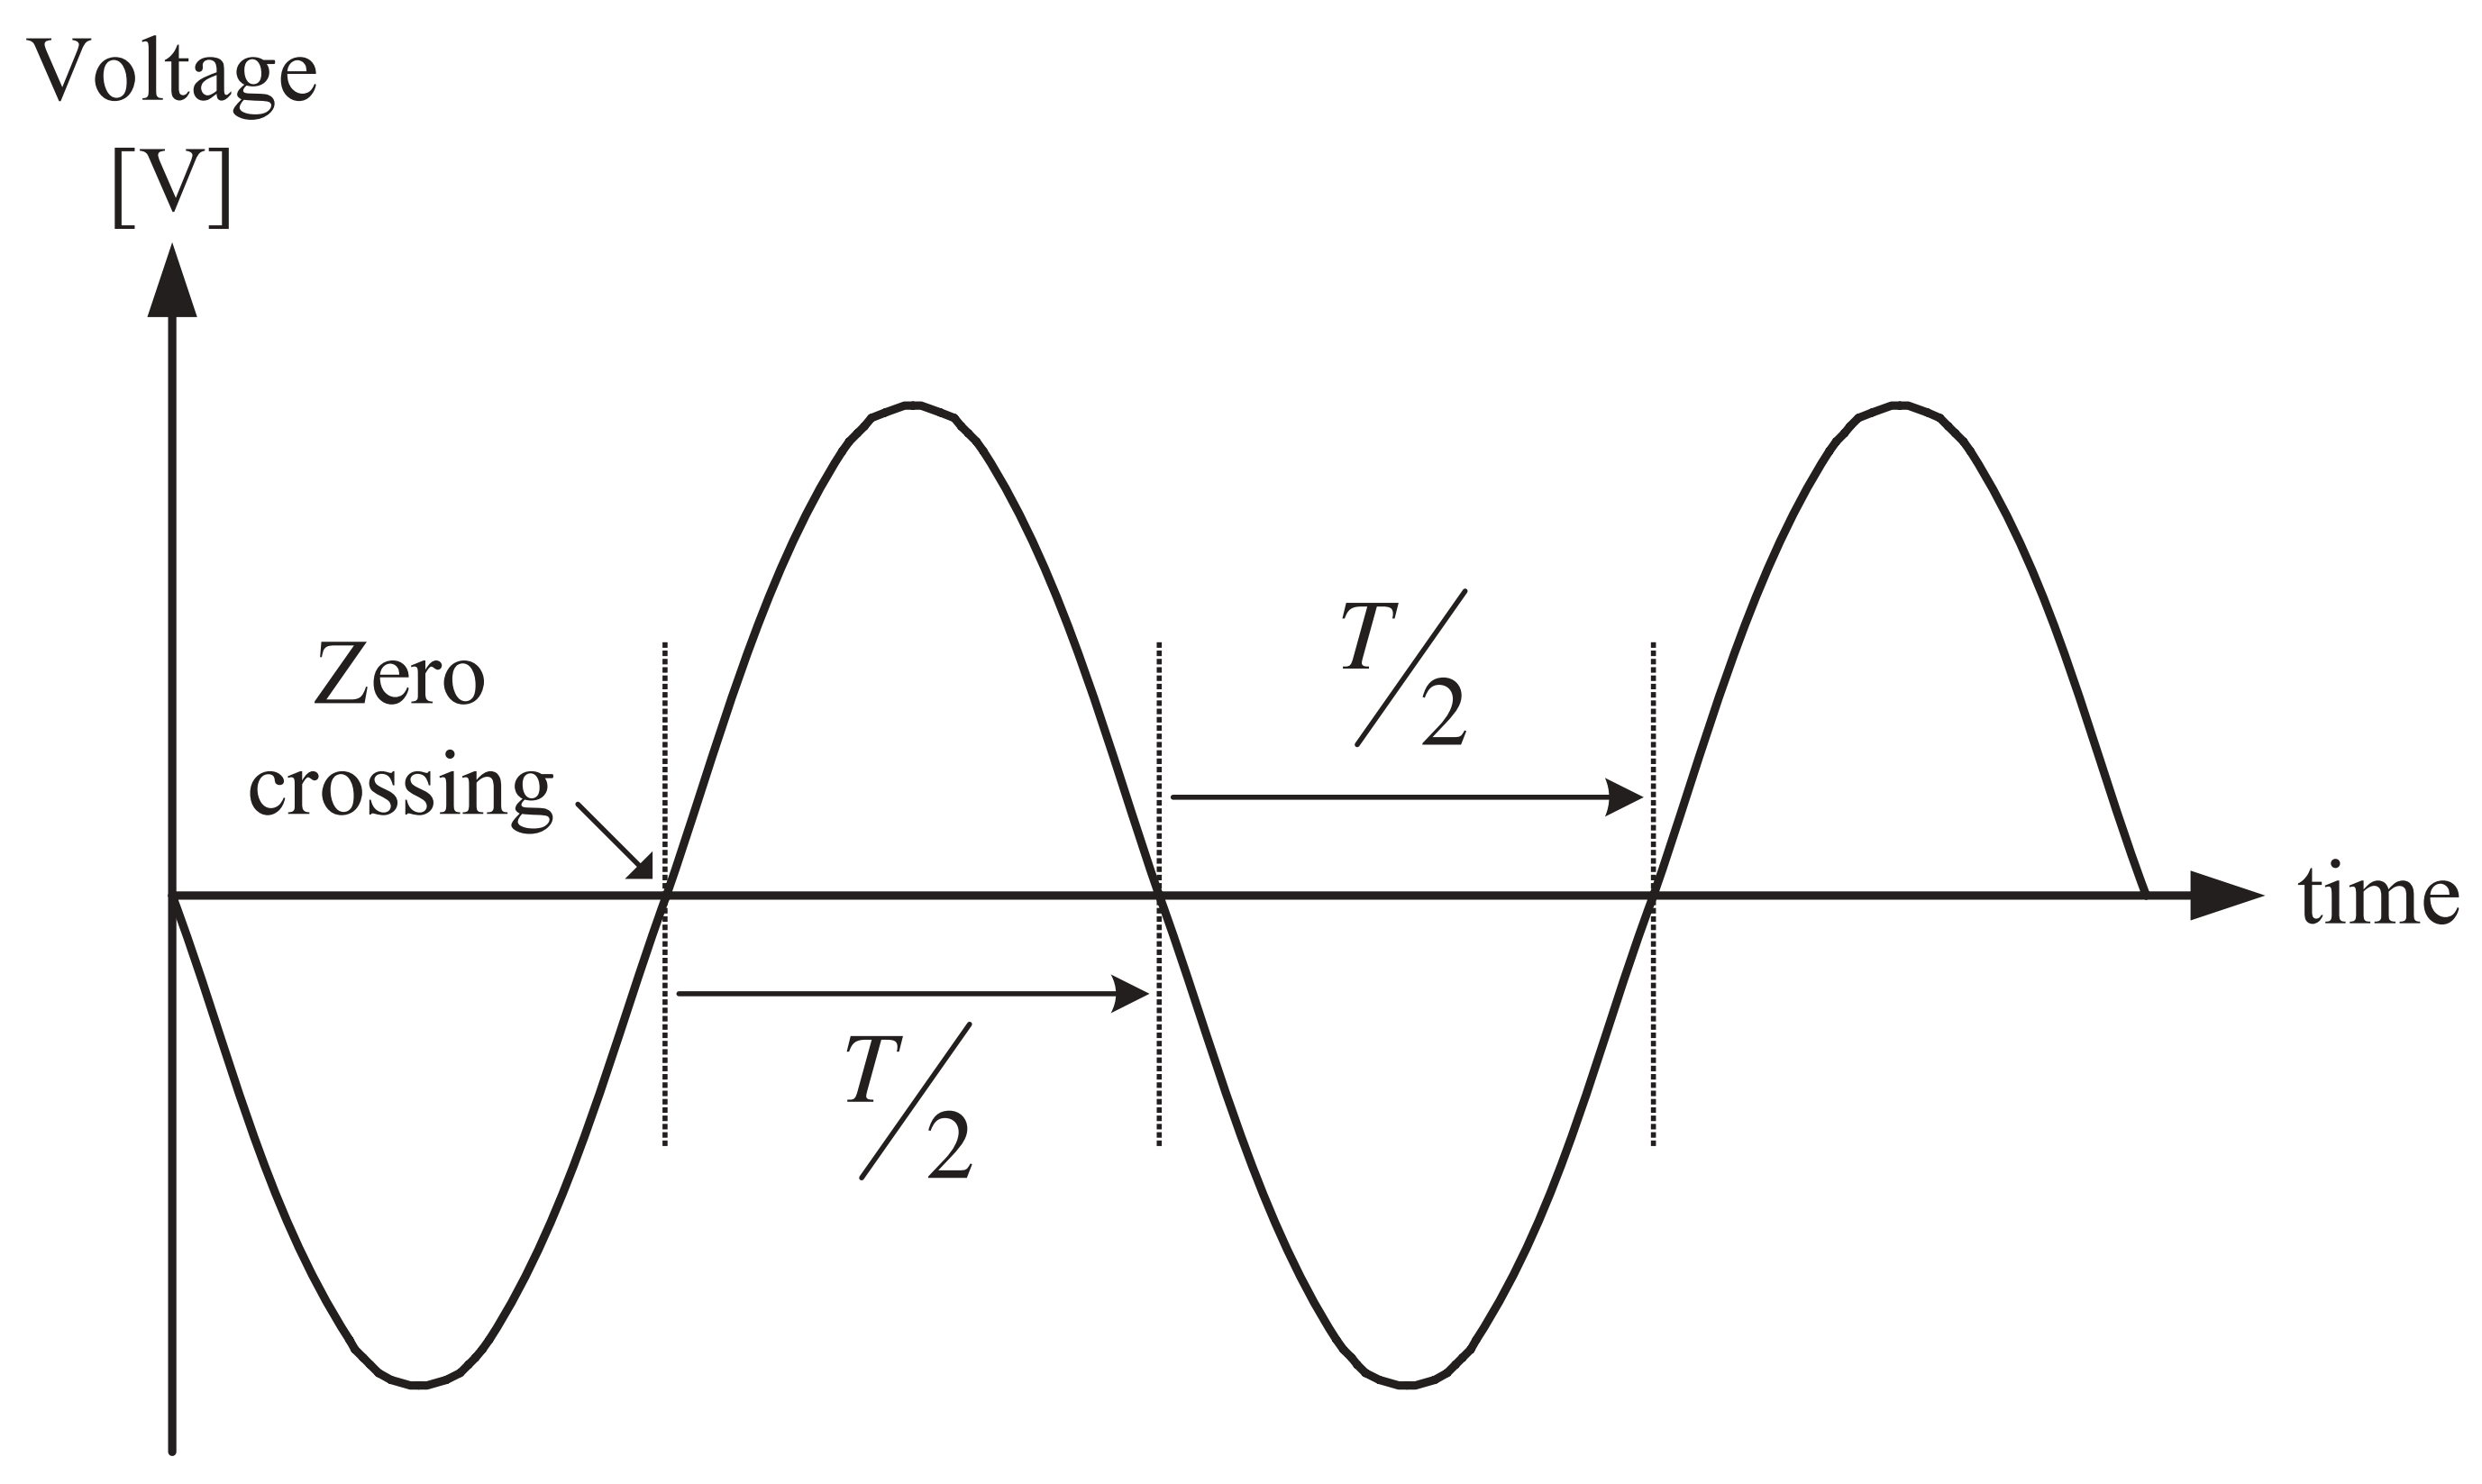 Voltage
[V]
Zero
crossing
T/2
T/2
time